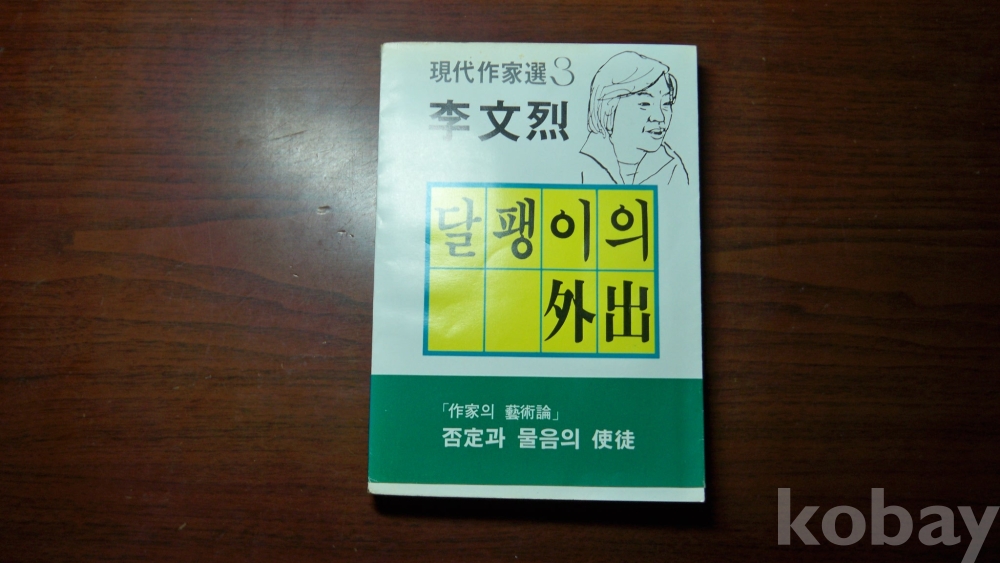 現代作家選3
李文烈
달팽이의
外出
「作家의 藝術論」
否定과 물음의 使徒
kobay